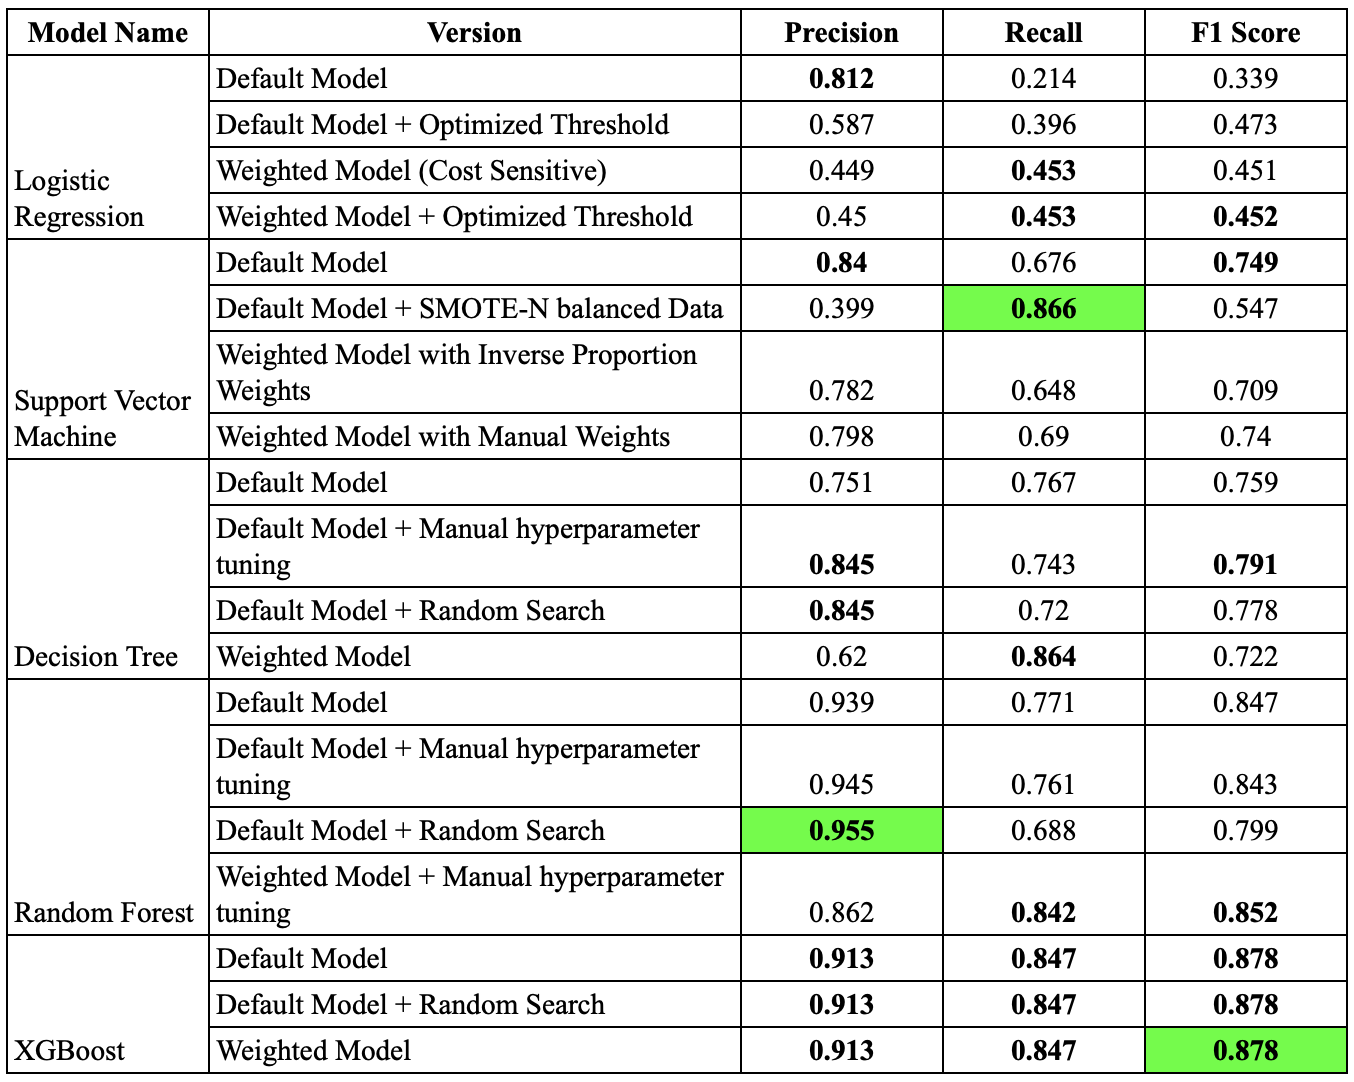 Model Name Version Precision Recall F1 Score
Default Model 0.812 0.214 0.339
Default Model + Optimized Threshold 0.587 0.396 0.473
Logistic Weighted Model (Cost Sensitive) 0.449 0.453 0.451
Regression Weighted Model + Optimized Threshold 0.45 0.453 0.452
Default Model 0.84 0.676 0.749
Default Model + SMOTE-N balanced Data 0.399 0.866 0.547
Weighted Model with Inverse Proportion
Support Vector Weights 0.782 0.648 0.709
Machine Weighted Model with Manual Weights 0.798 0.69 0.74
Default Model 0.751 0.767 0.759
Default Model + Manual hyperparameter
tuning 0.845 0.743 0.791
Default Model + Random Search 0.845 0.72 0.778
Decision Tree Weighted Model 0.62 0.864 0.722
Default Model 0.939 0.771 0.847
Default Model + Manual hyperparameter
tuning 0.945 0.761 0.843
Default Model + Random Search 0.955 0.688 0.799
Weighted Model + Manual hyperparameter
Random Forest tuning 0.862 0.842 0.852
Default Model 0.913 0.847 0.878
Default Model + Random Search 0.913 0.847 0.878
XGBoost Weighted Model 0.913 0.847 0.878